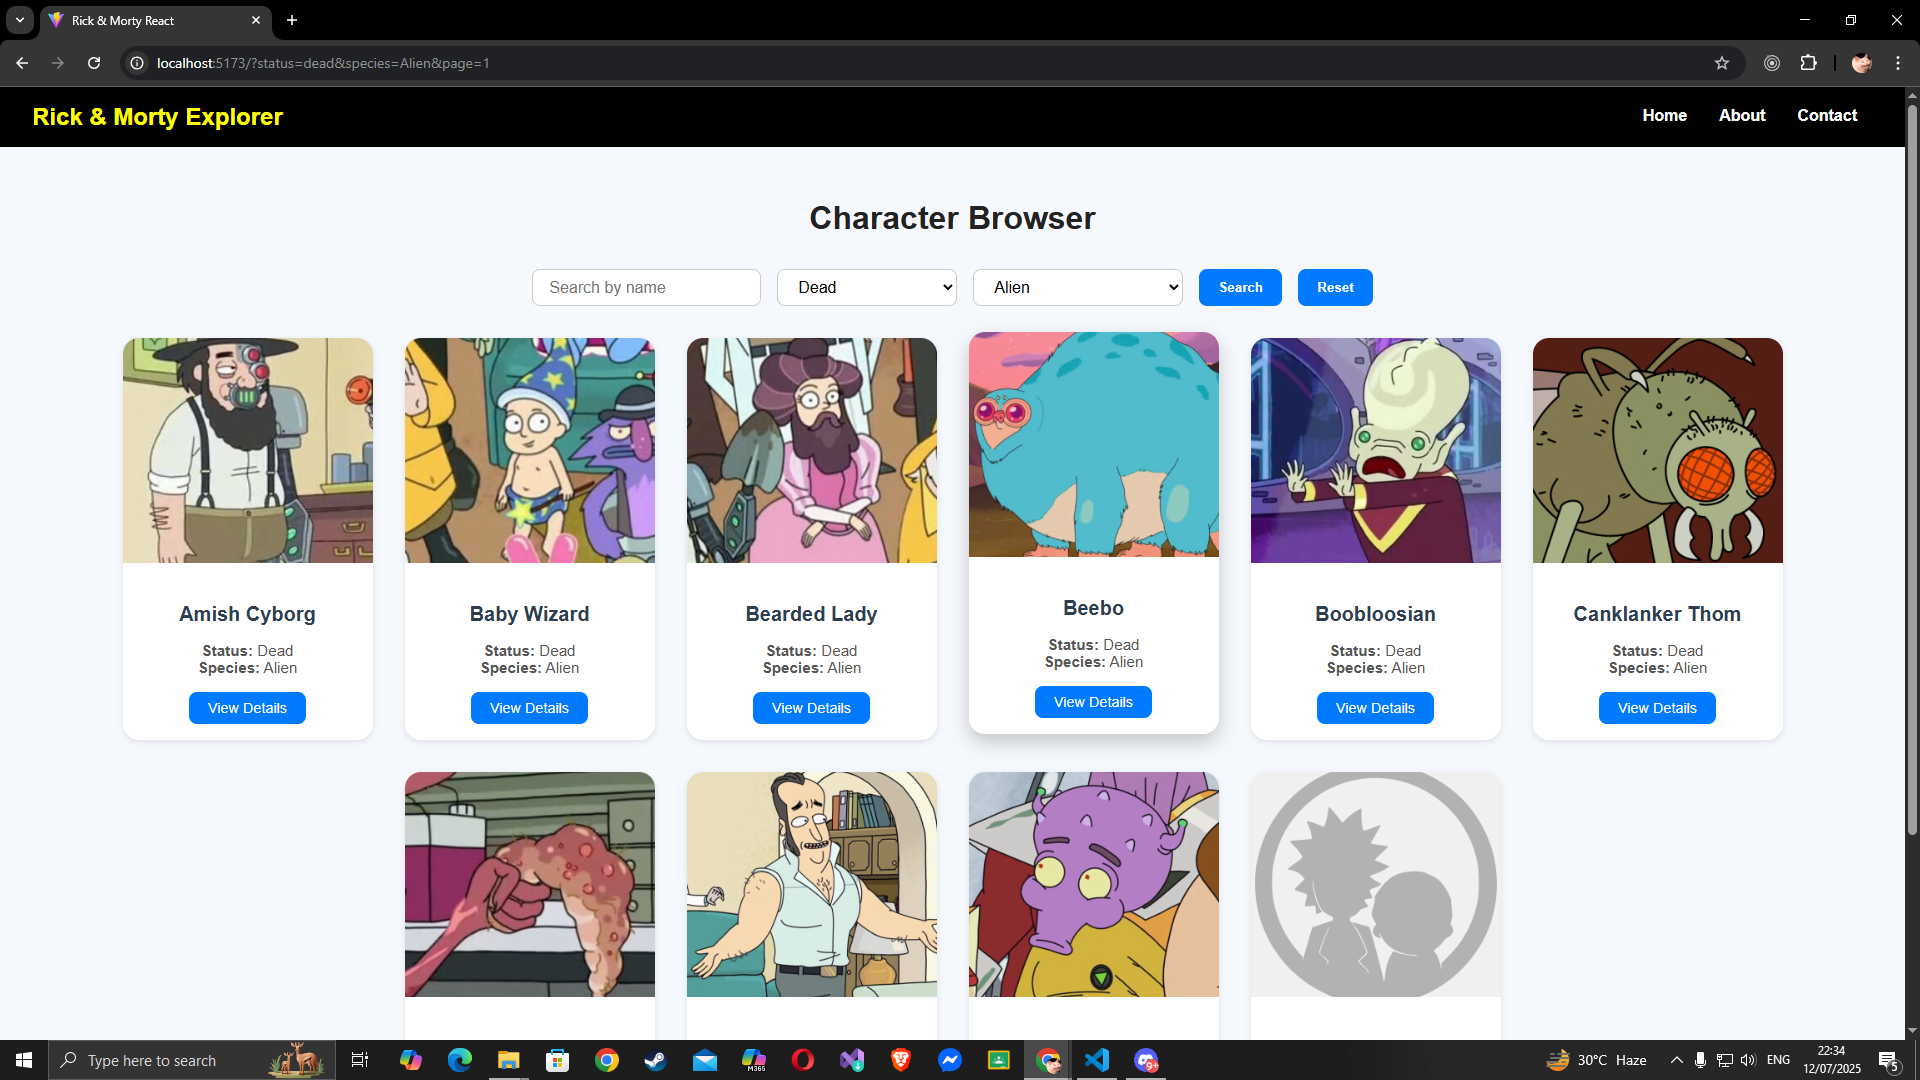 Rick & Morty React
localhost:5173/?status=dead&species=Alien&page=1
Rick & Morty Explorer
Home About Contact
Character Browser
Search by name Dead Alien Search Reset
Amish Cyborg
Status: Dead
Species: Alien
View Details
Baby Wizard
Status: Dead
Species: Alien
View Details
Bearded Lady
Status: Dead
Species: Alien
View Details
Beebo
Status: Dead
Species: Alien
View Details
Boobloosian
Status: Dead
Species: Alien
View Details
Canklanker Thom
Status: Dead
Species: Alien
View Details
Type here to search
M365
9+
30°C Haze
ENG
22:34
12/07/2025
5